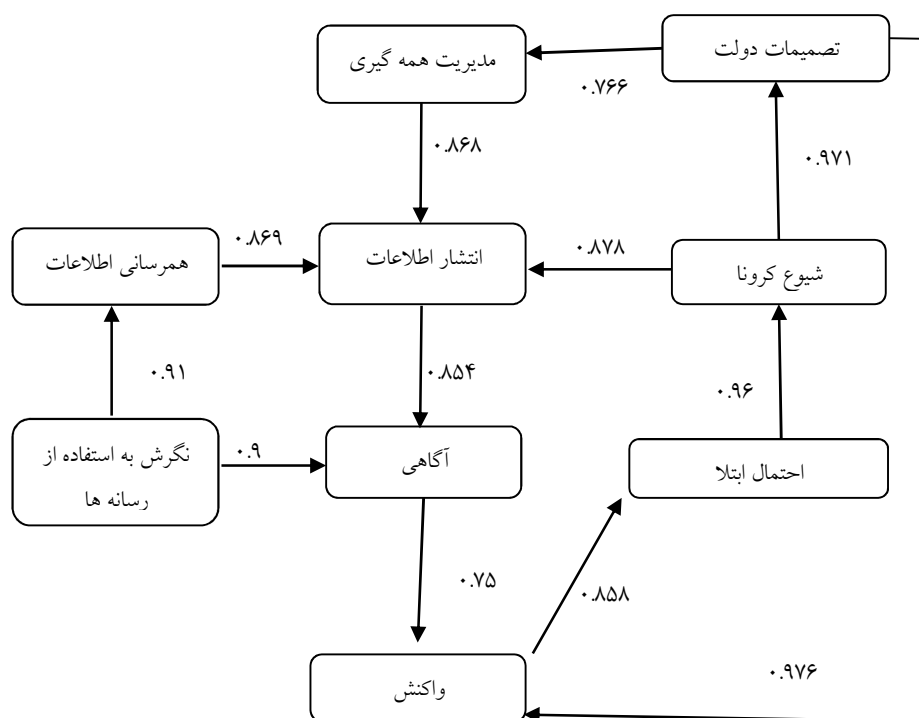 تصمیمات دولت
مدیریت همه گیری
۰.۷۶۶
۰.۸۶۸
۰.۹۷۱
۰.۸۶۹
۰.۸۷۸
همرسانی اطلاعات
انتشار اطلاعات
شیوع کرونا
۰.۹۱
۰.۸۵۴
۰.۹۶
نگرش به استفاده از
رسانه ها
۰.۹
آگاهی
احتمال ابتلا
۰.۷۵
۰.۸۵۸
واکنش
۰.۹۷۶